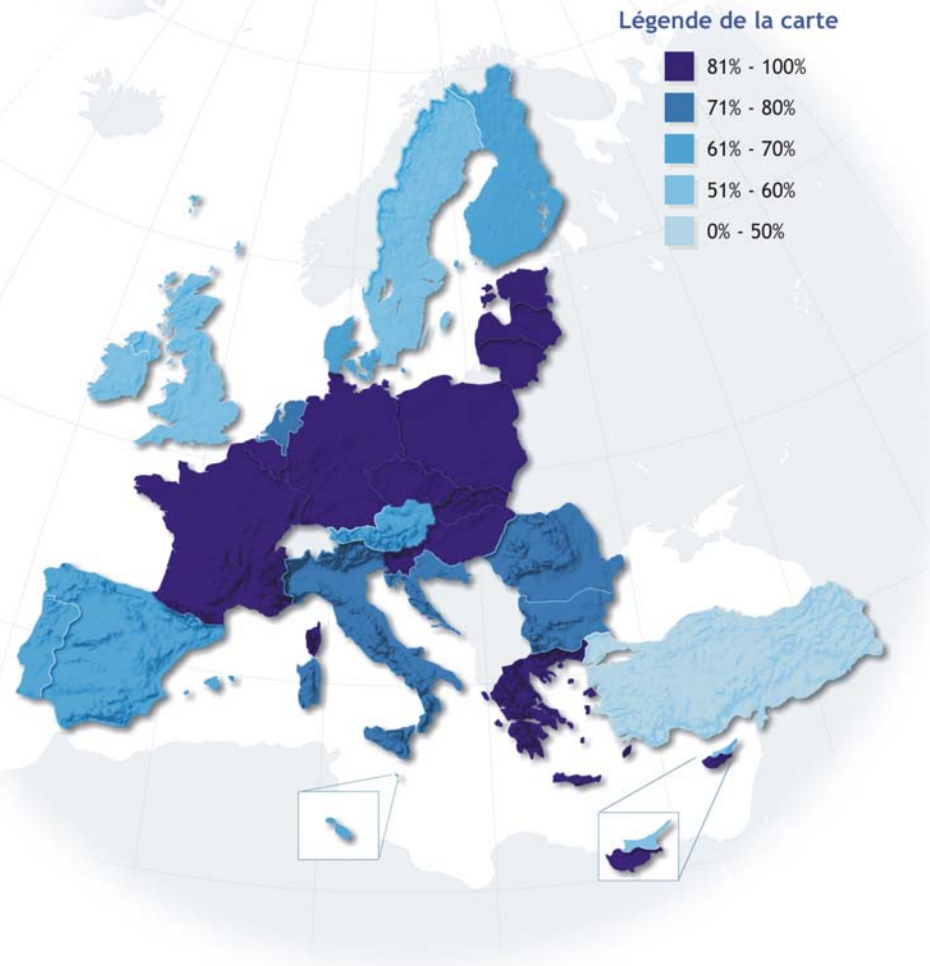 Légende de la carte
81% - 100%
71% - 80%
61% - 70%
51% - 60%
0% - 50%